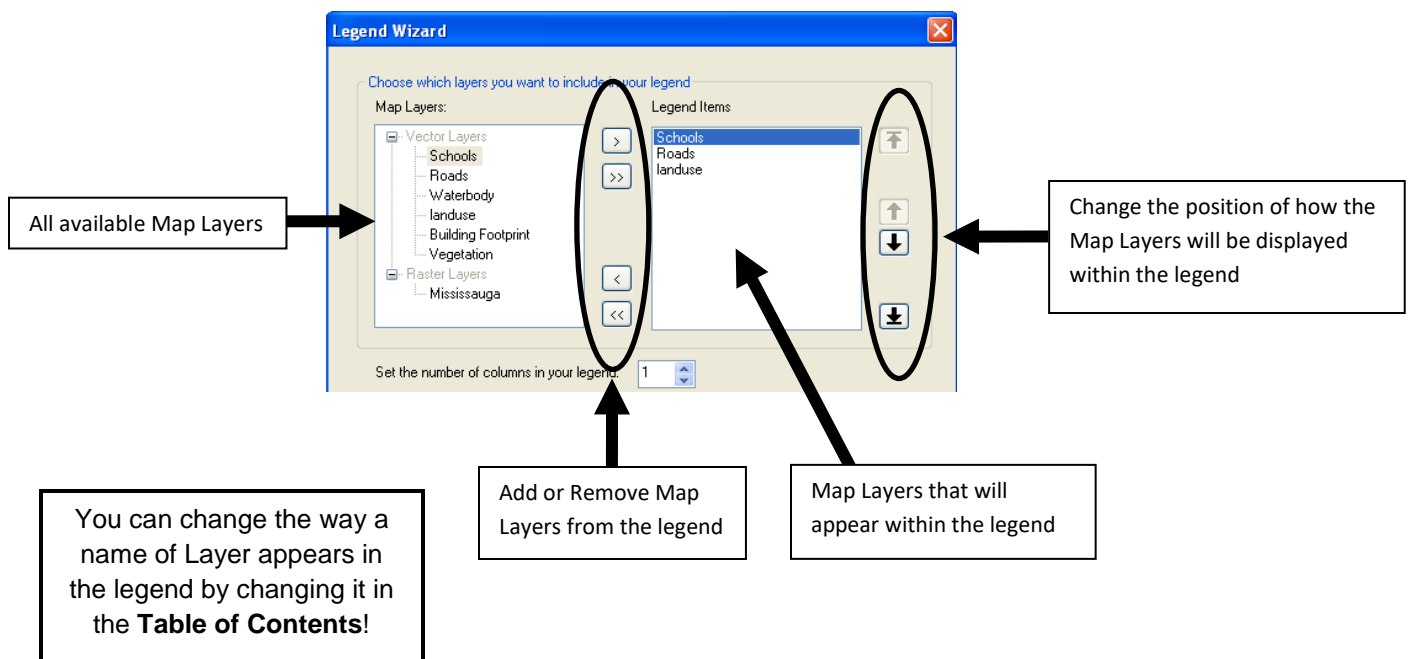 Legend Wizard
Choose which layers you want to include in your legend
Map Layers:
Legend Items
Vector Layers
Schools
Roads
Waterbody
landuse
Building Footprint
Vegetation
Raster Layers
Mississauga
>
>>
<
<<
Schools
Roads
landuse
Set the number of columns in your legend:
1
All available Map Layers
Change the position of how the
Map Layers will be displayed
within the legend
Add or Remove Map
Layers from the legend
Map Layers that will
appear within the legend
You can change the way a
name of Layer appears in
the legend by changing it in
the Table of Contents!